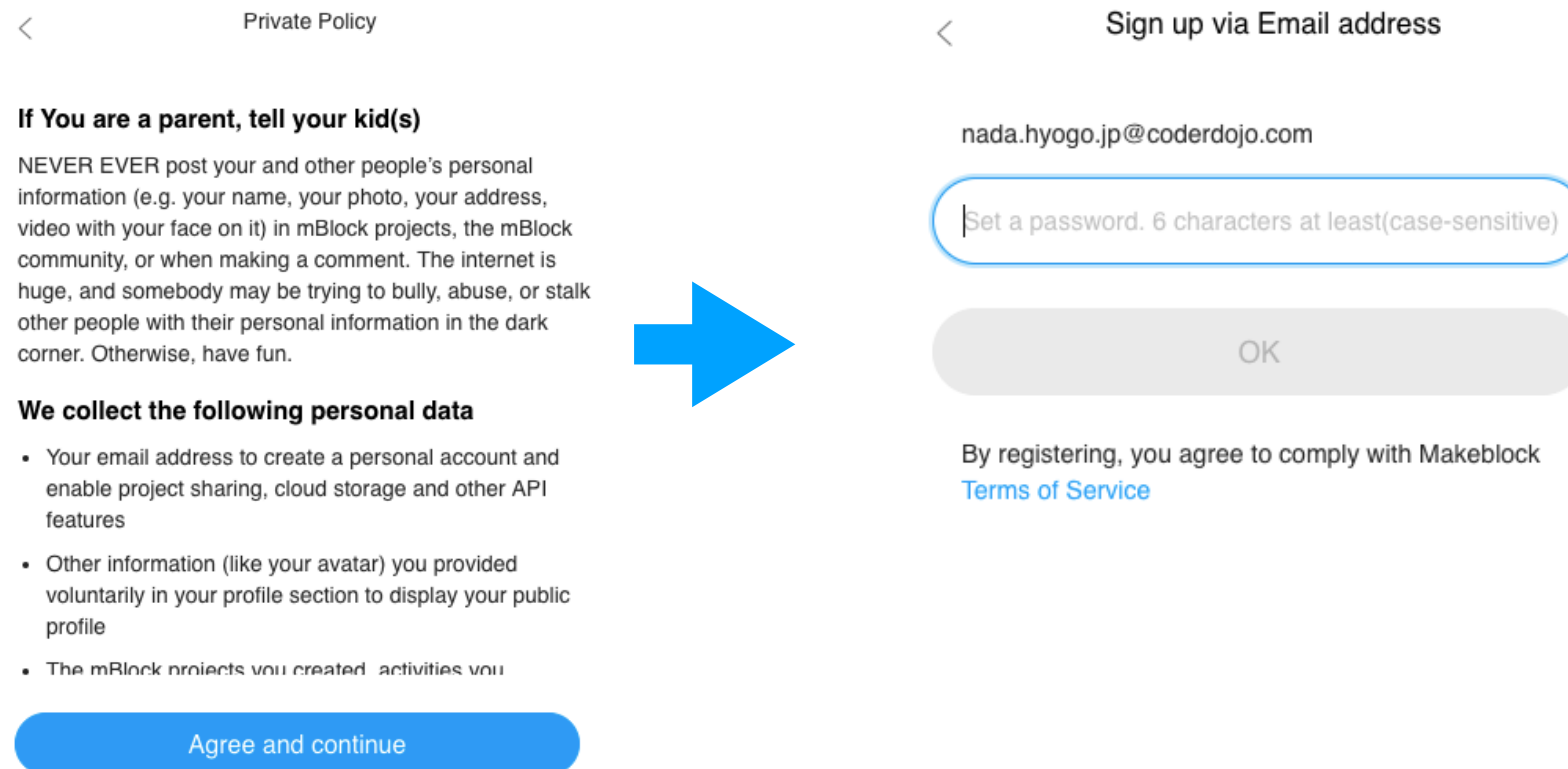 Private Policy
If You are a parent, tell your kid(s)
NEVER EVER post your and other people's personal
information (e.g. your name, your photo, your address,
video with your face on it) in mBlock projects, the mBlock
community, or when making a comment. The internet is
huge, and somebody may be trying to bully, abuse, or stalk
other people with their personal information in the dark
corner. Otherwise, have fun.
We collect the following personal data
• Your email address to create a personal account and
enable project sharing, cloud storage and other API
features
• Other information (like your avatar) you provided
voluntarily in your profile section to display your public
profile
• The mBlock projects you created, activities you
Agree and continue
Sign up via Email address
nada.hyogo.jp@coderdojo.com
Set a password. 6 characters at least(case-sensitive)
OK
By registering, you agree to comply with Makeblock
Terms of Service